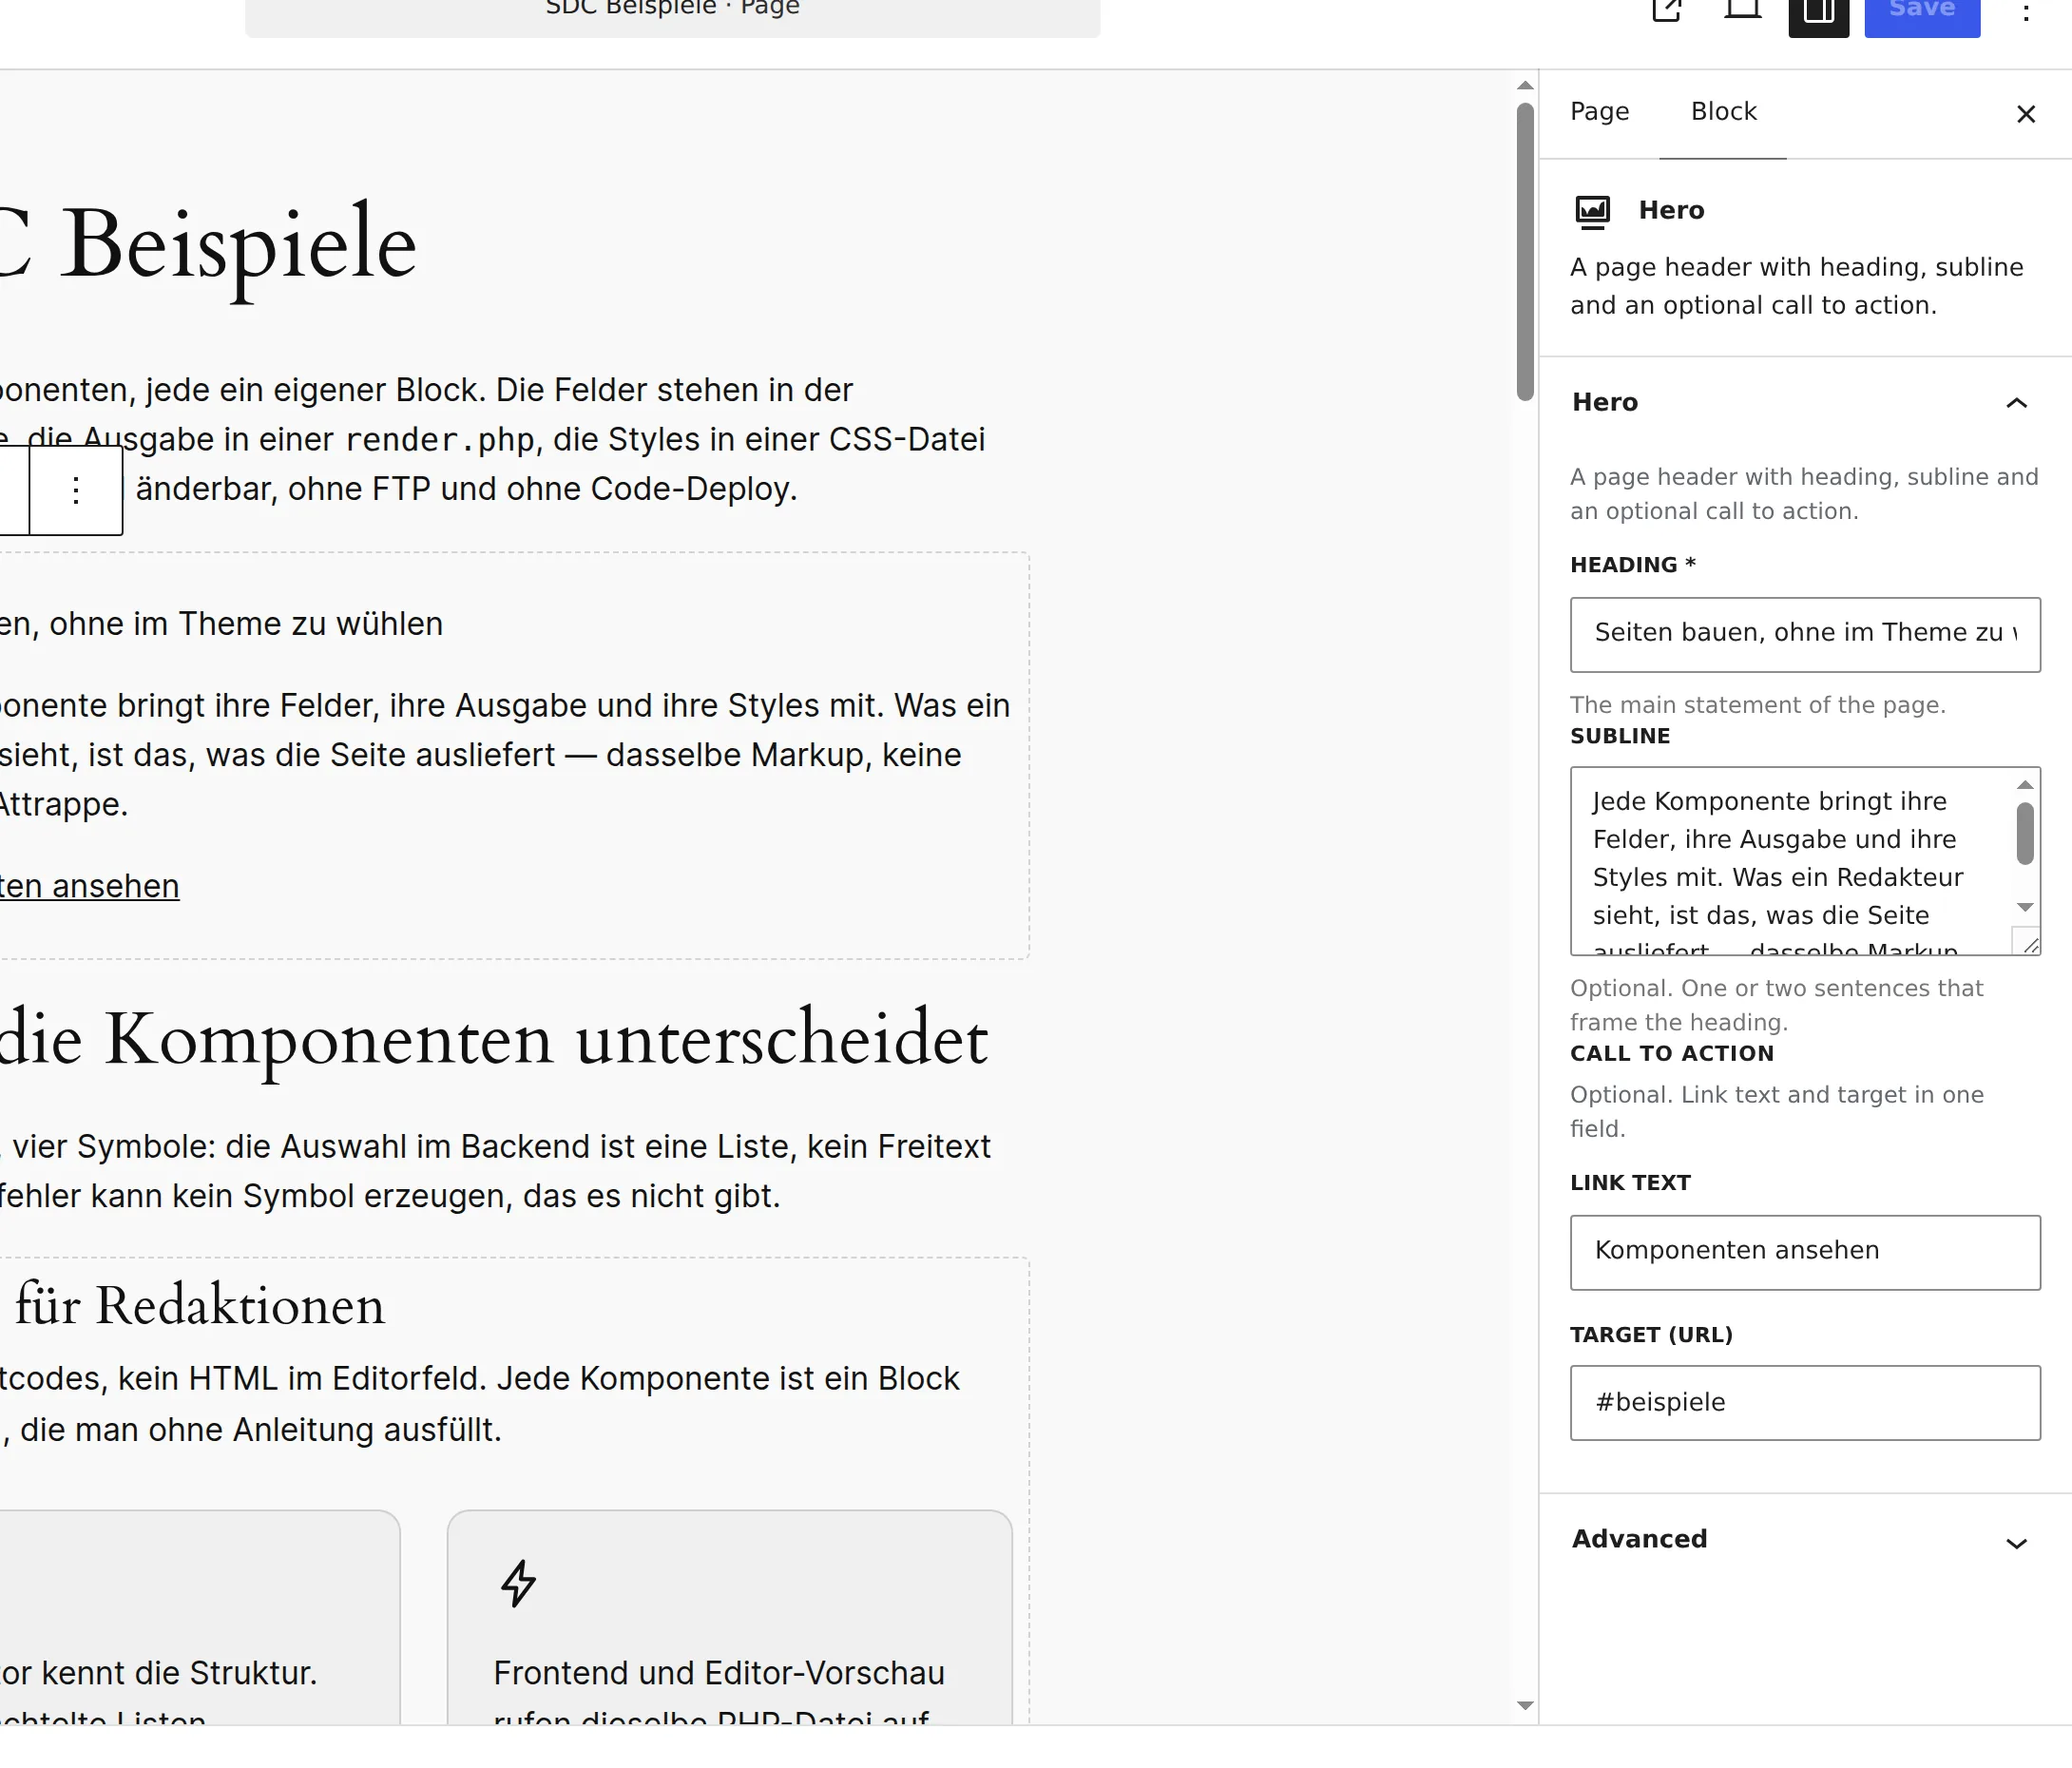 SDC Beispiele · Page
Save
C Beispiele
onenten, jede ein eigener Block. Die Felder stehen in der
die Ausgabe in einer render.php, die Styles in einer CSS-Datei
änderbar, ohne FTP und ohne Code-Deploy.
en, ohne im Theme zu wühlen
onente bringt ihre Felder, ihre Ausgabe und ihre Styles mit. Was ein
sieht, ist das, was die Seite ausliefert — dasselbe Markup, keine
Attrappe.
ten ansehen
die Komponenten unterscheidet
, vier Symbole: die Auswahl im Backend ist eine Liste, kein Freitext
fehler kann kein Symbol erzeugen, das es nicht gibt.
für Redaktionen
tcodes, kein HTML im Editorfeld. Jede Komponente ist ein Block
, die man ohne Anleitung ausfüllt.
or kennt die Struktur.
chtelte Listen
Frontend und Editor-Vorschau
rufen dieselbe PHP-Datei auf
Page
Block
Hero
A page header with heading, subline
and an optional call to action.
Hero
A page header with heading, subline and
an optional call to action.
HEADING *
Seiten bauen, ohne im Theme zu
The main statement of the page.
SUBLINE
Jede Komponente bringt ihre
Felder, ihre Ausgabe und ihre
Styles mit. Was ein Redakteur
sieht, ist das, was die Seite
ausliefert — dasselbe Markup
Optional. One or two sentences that
frame the heading.
CALL TO ACTION
Optional. Link text and target in one
field.
LINK TEXT
Komponenten ansehen
TARGET (URL)
#beispiele
Advanced